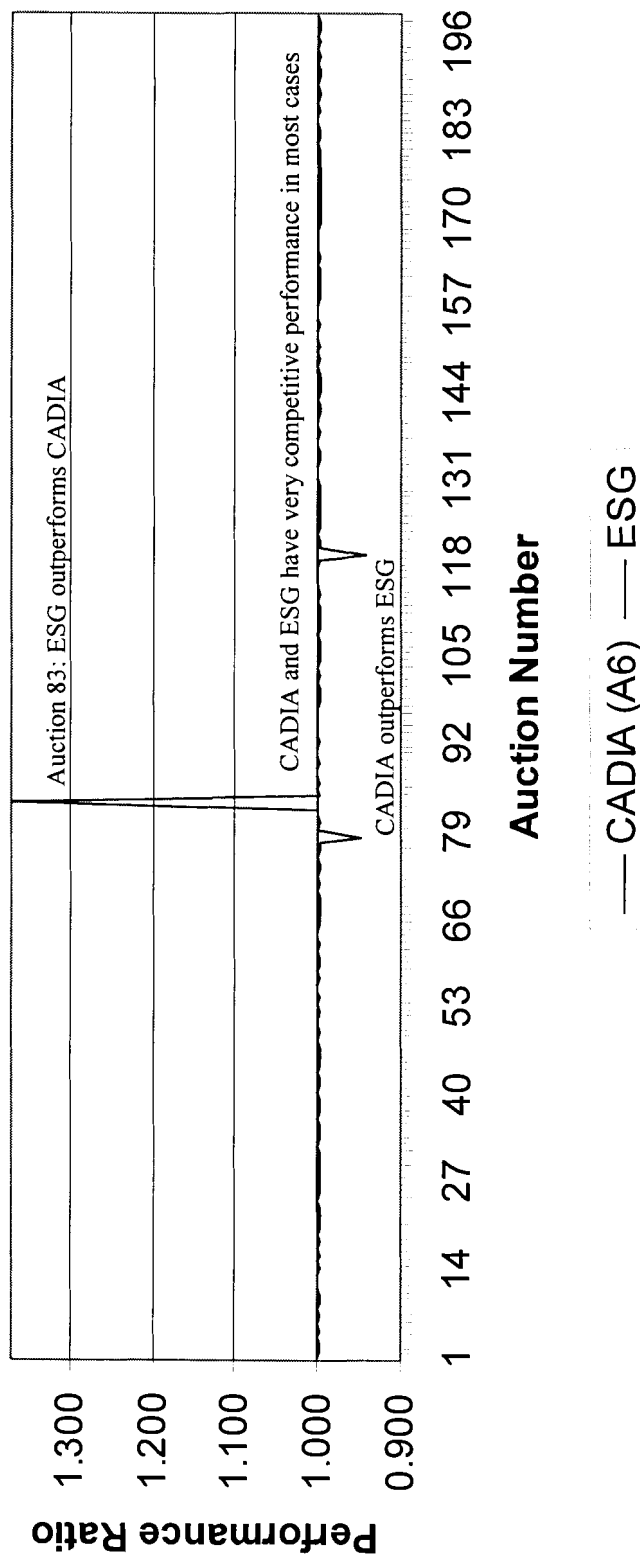 Performance Ratio
1.300
1.200
1.100
1.000
0.900
Auction 83: ESG outperforms CADIA
CADIA and ESG have very competitive performance in most cases
CADIA outperforms ESG
1 14 27 40 53 66 79 92 105 118 131 144 157 170 183 196
Auction Number
CADIA (A6) ESG